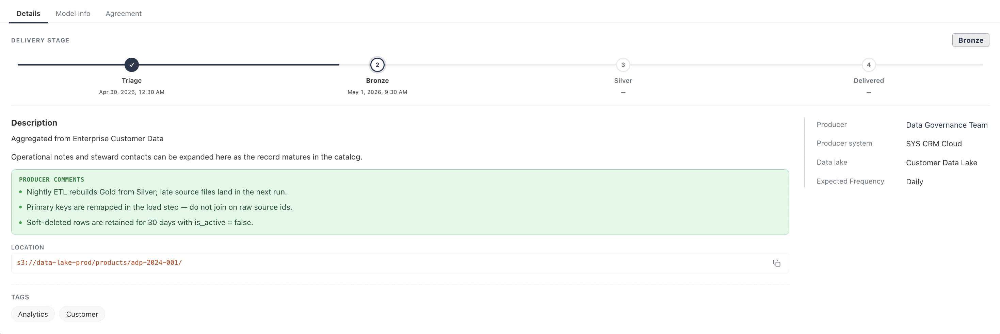 Details Model Info Agreement
DELIVERY STAGE
Bronze
2 3 4
Triage Bronze Silver Delivered
Apr 30, 2026, 12:30 AM May 1, 2026, 9:30 AM — —
Description
Aggregated from Enterprise Customer Data
Operational notes and steward contacts can be expanded here as the record matures in the catalog.
PRODUCER COMMENTS
• Nightly ETL rebuilds Gold from Silver; late source files land in the next run.
• Primary keys are remapped in the load step — do not join on raw source ids.
• Soft-deleted rows are retained for 30 days with is_active = false.
LOCATION
s3://data-lake-prod/products/adp-2024-001/
TAGS
Analytics Customer
Producer Data Governance Team
Producer system SYS CRM Cloud
Data lake Customer Data Lake
Expected Frequency Daily